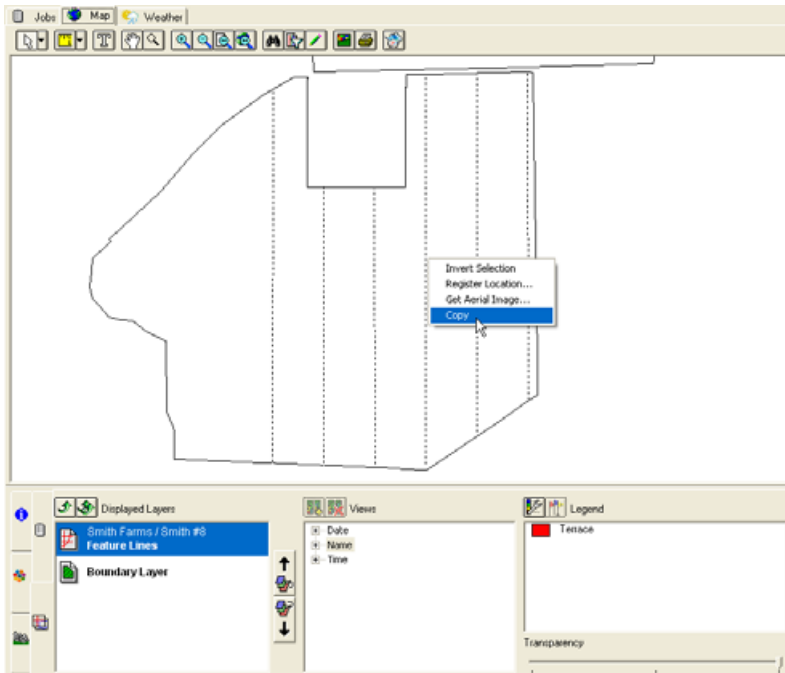 Jobs Map Weather
T
Invert Selection
Register Location...
Get Aerial Image...
Copy
Displayed Layers
Smith Farms / Smith #8
Feature Lines
Boundary Layer
Views
Date
Name
Time
Legend
Terrace
Transparency